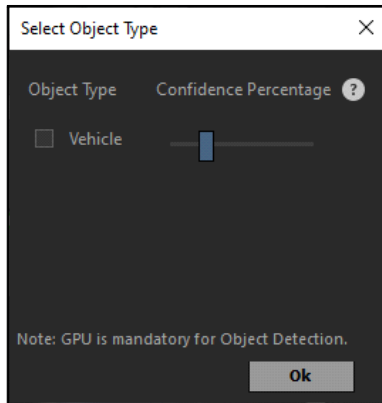 Select Object Type
Object Type Confidence Percentage ?
Vehicle
Note: GPU is mandatory for Object Detection.
Ok